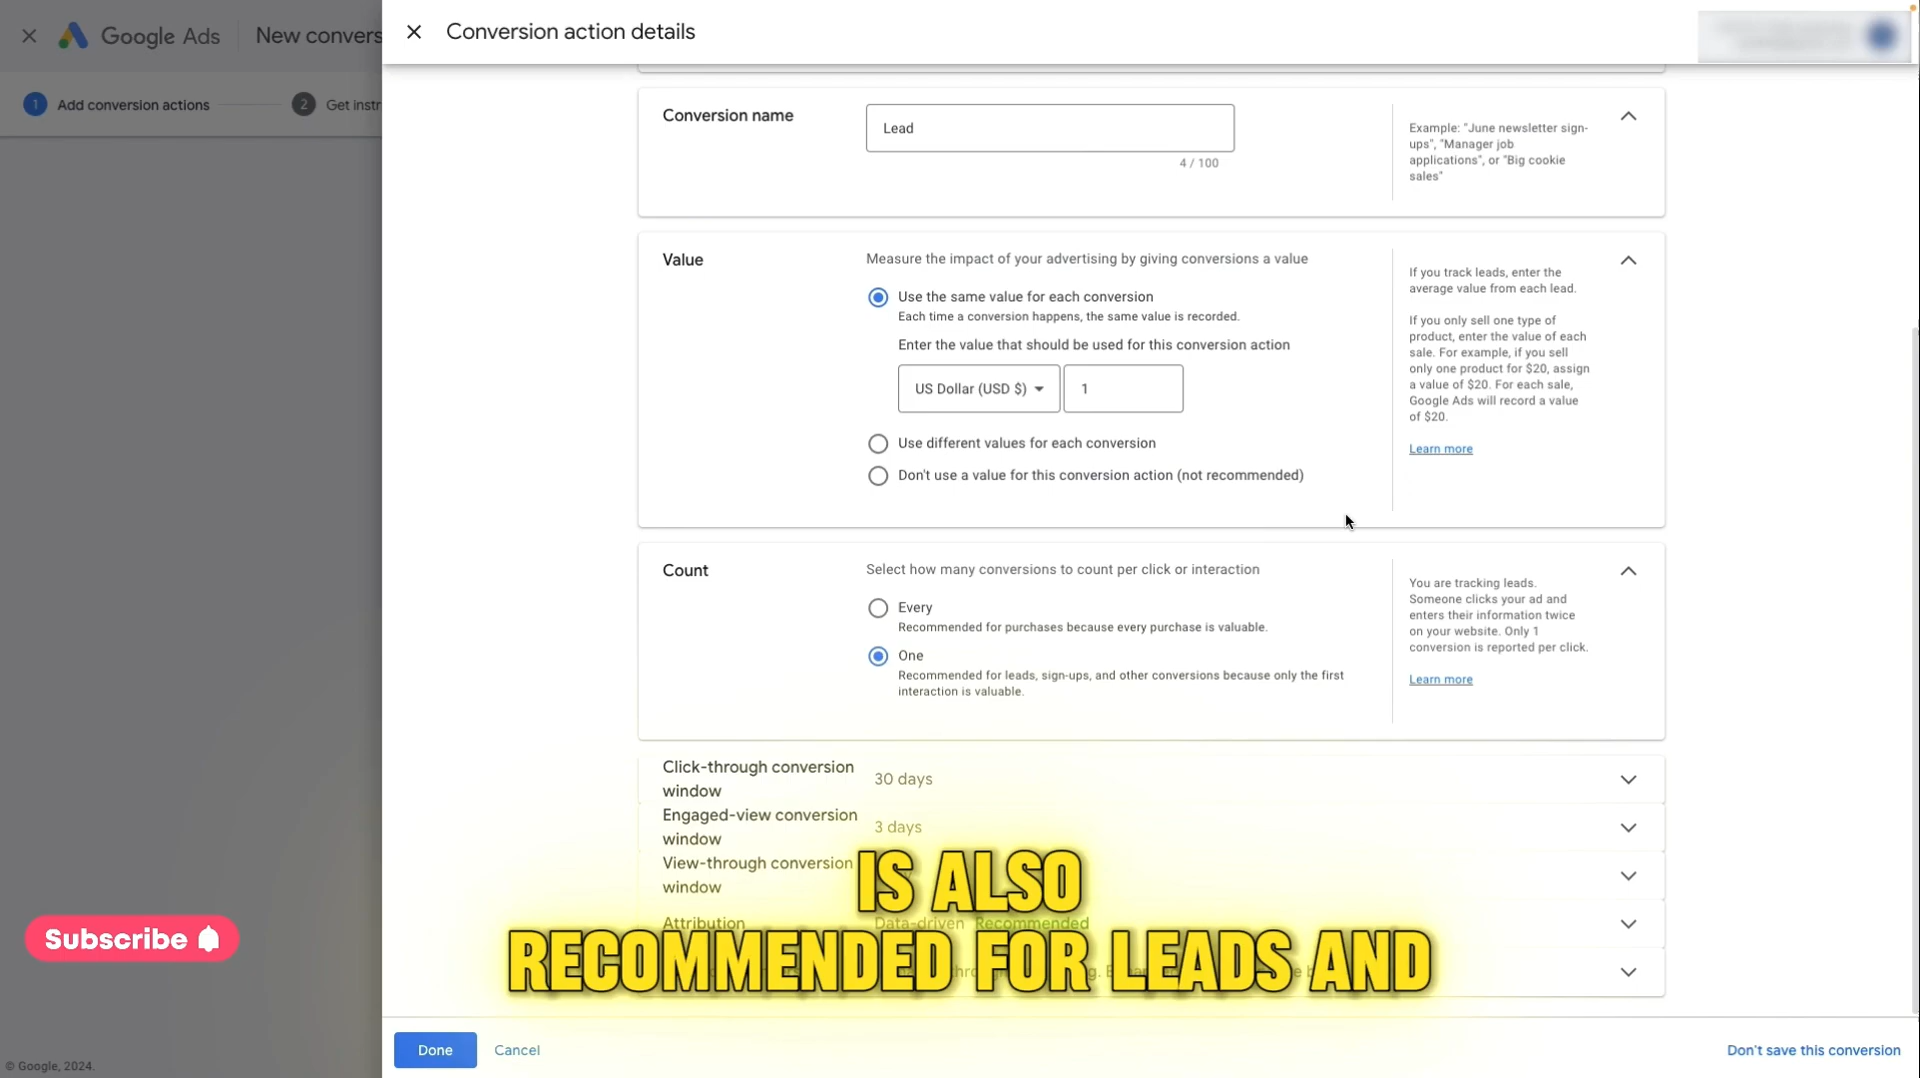 Google Ads
New convers
Conversion action details
1 Add conversion actions
2 Get instr
Conversion name
Lead
4 / 100
Example: "June newsletter sign-
ups", "Manager job
applications", or "Big cookie
sales"
Value
Measure the impact of your advertising by giving conversions a value
Use the same value for each conversion
Each time a conversion happens, the same value is recorded.
Enter the value that should be used for this conversion action
US Dollar (USD $)
1
Use different values for each conversion
Don't use a value for this conversion action (not recommended)
If you track leads, enter the
average value from each lead.
If you only sell one type of
product, enter the value of each
sale. For example, if you sell
only one product for $20, assign
a value of $20. For each sale,
Google Ads will record a value
of $20.
Learn more
Count
Select how many conversions to count per click or interaction
Every
Recommended for purchases because every purchase is valuable.
One
Recommended for leads, sign-ups, and other conversions because only the first
interaction is valuable.
You are tracking leads.
Someone clicks your ad and
enters their information twice
on your website. Only 1
conversion is reported per click.
Learn more
Click-through conversion
window
30 days
Engaged-view conversion
window
3 days
View-through conversion
window
Attribution
Data-driven Recommended
IS ALSO
RECOMMENDED FOR LEADS AND
Subscribe
Done
Cancel
Don't save this conversion
© Google, 2024.